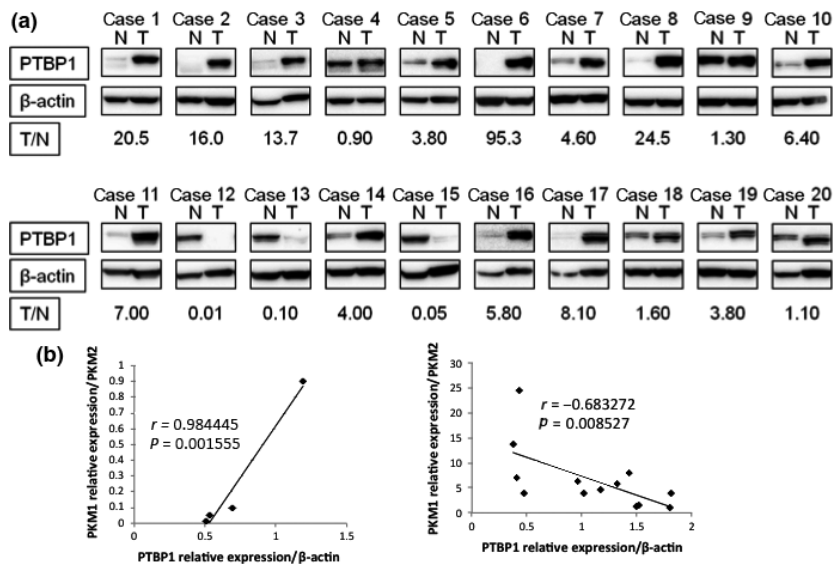 (a)
Case 1 Case 2 Case 3 Case 4 Case 5 Case 6 Case 7 Case 8 Case 9 Case 10
N T N T N T N T N T N T N T N T N T N T
PTBP1
β-actin
T/N 20.5 16.0 13.7 0.90 3.80 95.3 4.60 24.5 1.30 6.40
Case 11 Case 12 Case 13 Case 14 Case 15 Case 16 Case 17 Case 18 Case 19 Case 20
N T N T N T N T N T N T N T N T N T N T
PTBP1
β-actin
T/N 7.00 0.01 0.10 4.00 0.05 5.80 8.10 1.60 3.80 1.10
(b)
PKM1 relative expression/PKM2
1
0.9
0.8
0.7
0.6
0.5
0.4
0.3
0.2
0.1
0
r = 0.984445
P = 0.001555
0 0.5 1 1.5
PTBP1 relative expression/β-actin
PKM1 relative expression/PKM2
30
25
20
15
10
5
0
r = −0.683272
p = 0.008527
0 0.5 1 1.5 2
PTBP1 relative expression/β-actin